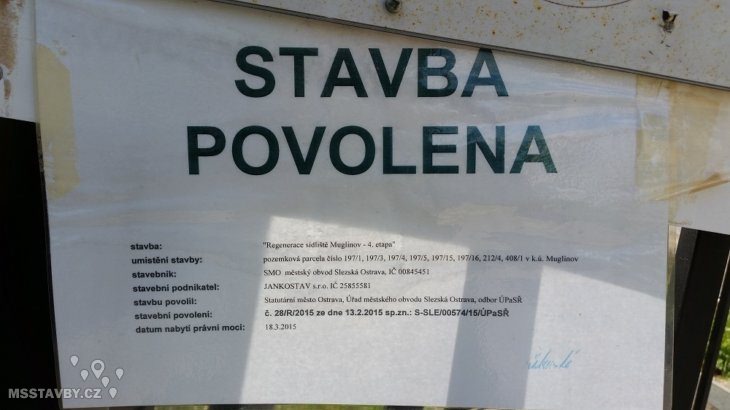 STAVBA
POVOLENA
stavba: "Regenerace sídliště Muglinov - 4. etapa"
umístění stavby: pozemková parcela číslo 197/1, 197/3, 197/4, 197/5, 197/15, 197/16, 212/4, 408/1 v k.ú. Muglinov
stavebník: SMO městský obvod Slezská Ostrava, IČ 00845451
stavební podnikatel: JANKOSTAV s.r.o. IČ 25855581
stavbu povolil: Statutární město Ostrava, Úřad městského obvodu Slezská Ostrava, odbor ÚPaSŘ
stavební povolení: č. 28/R/2015 ze dne 13.2.2015 sp.zn.: S-SLE/00574/15/ÚPaSŘ
datum nabytí právní moci: 18.3.2015
MSSTAVBY.CZ